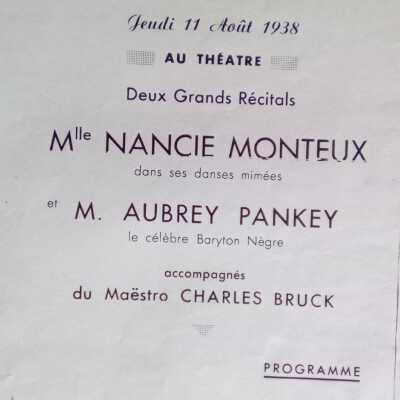 Jeudi 11 Août 1938
AU THÉATRE
Deux Grands Récitals
Mlle NANCIE MONTEUX
dans ses danses mimées
et M. AUBREY PANKEY
le célèbre Baryton Nègre
accompagnés
du Maëstro CHARLES BRUCK
PROGRAMME